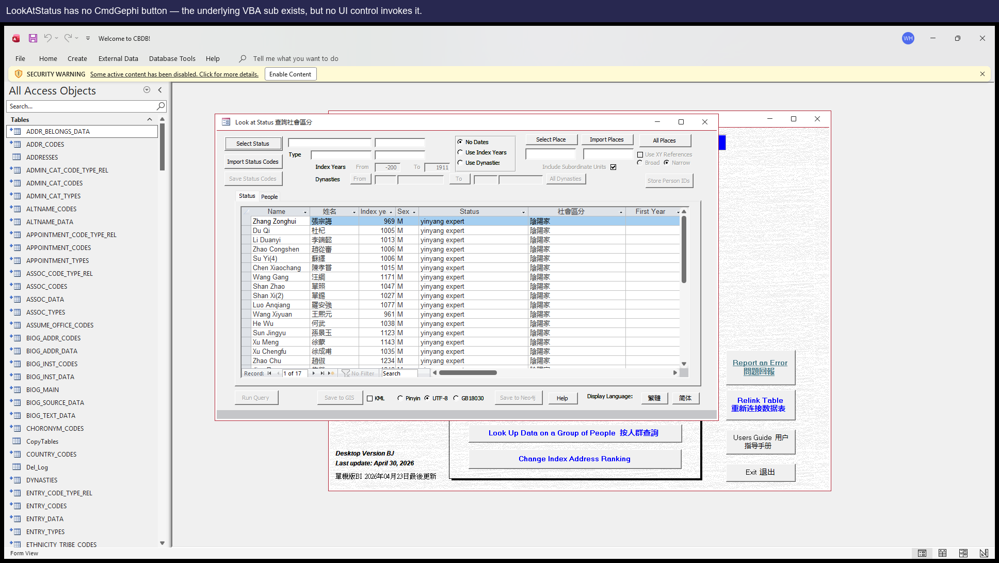 LookAtStatus has no CmdGephi button — the underlying VBA sub exists, but no UI control invokes it.
Welcome to CBDB!
WH
File Home Create External Data Database Tools Help Tell me what you want to do
SECURITY WARNING Some active content has been disabled. Click for more details. Enable Content
All Access Objects
Search...
Tables
ADDR_BELONGS_DATA
ADDR_CODES
ADDRESSES
ADMIN_CAT_CODE_TYPE_REL
ADMIN_CAT_CODES
ADMIN_CAT_TYPES
ALTNAME_CODES
ALTNAME_DATA
APPOINTMENT_CODE_TYPE_REL
APPOINTMENT_CODES
APPOINTMENT_TYPES
ASSOC_CODE_TYPE_REL
ASSOC_CODES
ASSOC_DATA
ASSOC_TYPES
ASSUME_OFFICE_CODES
BIOG_ADDR_CODES
BIOG_ADDR_DATA
BIOG_INST_CODES
BIOG_INST_DATA
BIOG_MAIN
BIOG_SOURCE_DATA
BIOG_TEXT_DATA
CHORONYM_CODES
CopyTables
COUNTRY_CODES
Del_Log
DYNASTIES
ENTRY_CODE_TYPE_REL
ENTRY_CODES
ENTRY_DATA
ENTRY_TYPES
ETHNICITY_TRIBE_CODES
Form View
Look at Status 查詢社會區分
Select Status
Type
Import Status Codes
Save Status Codes
Index Years From -200 To 1911
Dynasties From To All Dynasties
No Dates
Use Index Years
Use Dynasties
Select Place Import Places All Places
Use XY References
Broad Narrow
Include Subordinate Units
Store Person IDs
Status People
Name 姓名 Index ye Sex Status 社會區分 First Year
Zhang Zonghui 張宗誨 969 M yinyang expert 陰陽家
Du Qi 杜杞 1005 M yinyang expert 陰陽家
Li Duanyi 李端懿 1013 M yinyang expert 陰陽家
Zhao Congshen 趙從審 1006 M yinyang expert 陰陽家
Su Yi(4) 蘇繹 1006 M yinyang expert 陰陽家
Chen Xiaochang 陳孝嘗 1015 M yinyang expert 陰陽家
Wang Gang 汪綱 1171 M yinyang expert 陰陽家
Shan Zhao 單照 1047 M yinyang expert 陰陽家
Shan Xi(2) 單錫 1027 M yinyang expert 陰陽家
Luo Anqiang 羅安強 1077 M yinyang expert 陰陽家
Wang Xiyuan 王熙元 961 M yinyang expert 陰陽家
He Wu 何武 1038 M yinyang expert 陰陽家
Sun Jingyu 孫景玉 1123 M yinyang expert 陰陽家
Xu Meng 徐蒙 1143 M yinyang expert 陰陽家
Xu Chengfu 徐成甫 1035 M yinyang expert 陰陽家
Zhao Chu 趙俶 1234 M yinyang expert 陰陽家
Record: 1 of 17 No Filter Search
Run Query Save to GIS KML Pinyin UTF-8 GB18030 Save to Neo4j Help Display Language: 繁體 简体
Look Up Data on a Group of People 按人群查詢
Change Index Address Ranking
Desktop Version BJ
Last update: April 30, 2026
單機版BI 2026年04月23日最後更新
Report an Error
問題回報
Relink Table
重新连接数据表
Users Guide 用户
指导手册
Exit 退出